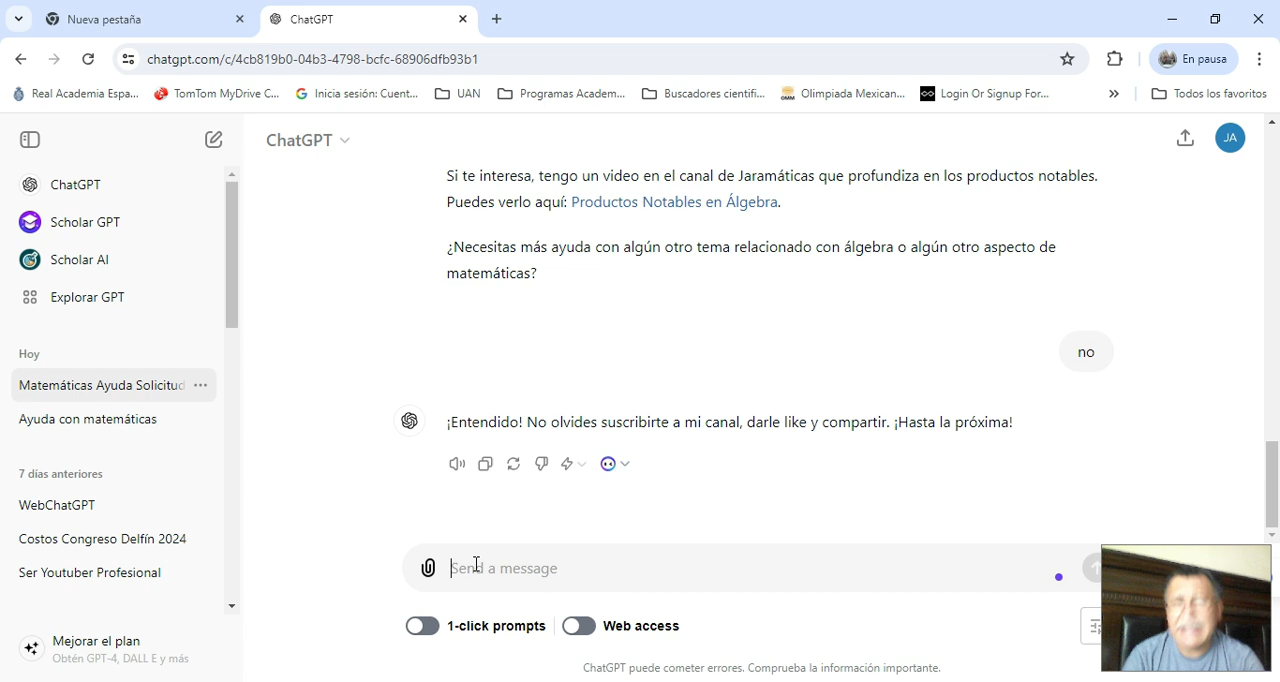 Nueva pestaña
ChatGPT
chatgpt.com/c/4cb819b0-04b3-4798-bcfc-68906dfb93b1
En pausa
Real Academia Espa...
TomTom MyDrive C...
Inicia sesión: Cuent...
UAN
Programas Academ...
Buscadores cientifi...
Olimpiada Mexican...
Login Or Signup For...
Todos los favoritos
ChatGPT
JA
ChatGPT
Scholar GPT
Scholar AI
Explorar GPT
Hoy
Matemáticas Ayuda Solicitud
Ayuda con matemáticas
7 días anteriores
WebChatGPT
Costos Congreso Delfín 2024
Ser Youtuber Profesional
Mejorar el plan
Obtén GPT-4, DALL E y más
Si te interesa, tengo un video en el canal de Jaramáticas que profundiza en los productos notables.
Puedes verlo aquí: Productos Notables en Álgebra.
¿Necesitas más ayuda con algún otro tema relacionado con álgebra o algún otro aspecto de
matemáticas?
no
¡Entendido! No olvides suscribirte a mi canal, darle like y compartir. ¡Hasta la próxima!
Send a message
1-click prompts
Web access
ChatGPT puede cometer errores. Comprueba la información importante.